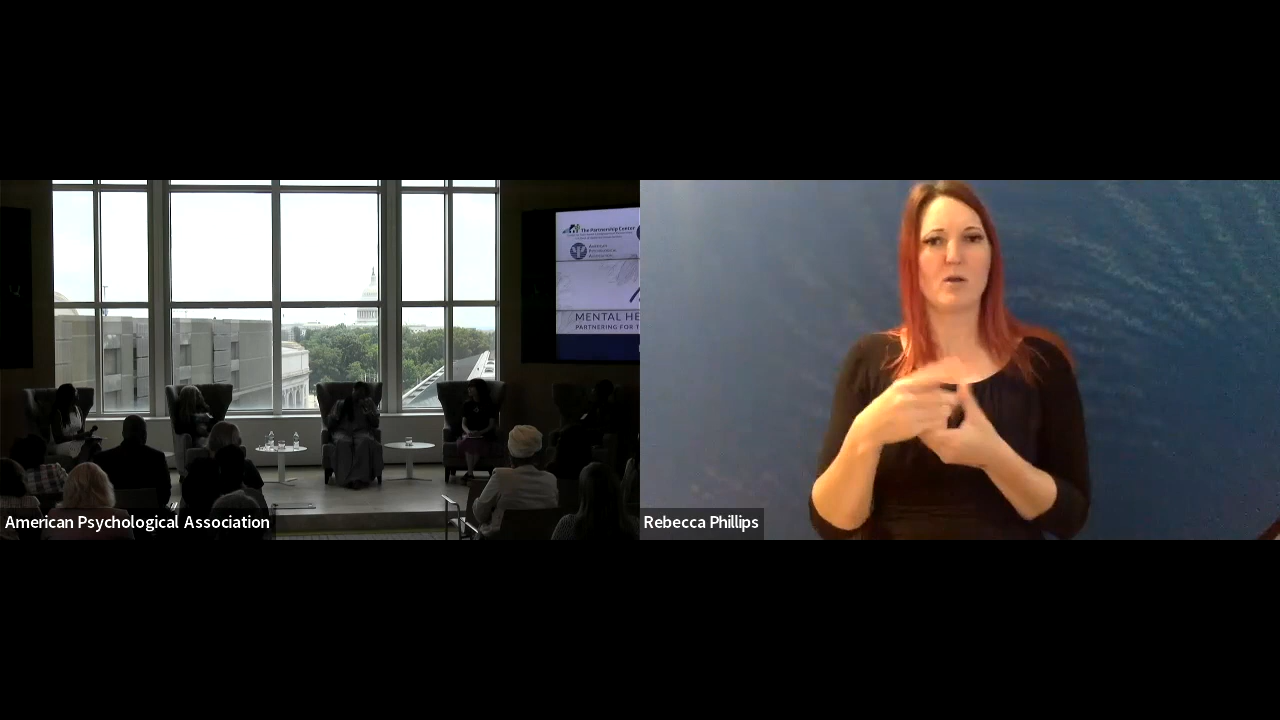 The Partnership Center
AMERICAN
PSYCHOLOGICAL
ASSOCIATION
MENTAL HE
PARTNERING FOR T
American Psychological Association
Rebecca Phillips